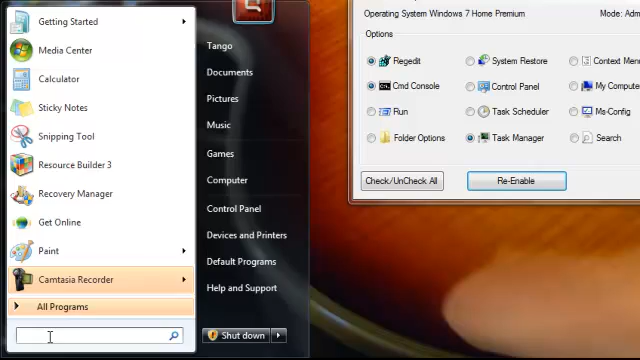 Getting Started
Media Center
Calculator
Sticky Notes
Snipping Tool
Resource Builder 3
Recovery Manager
Get Online
Paint
Camtasia Recorder
All Programs
Tango
Documents
Pictures
Music
Games
Computer
Control Panel
Devices and Printers
Default Programs
Help and Support
Shut down
Operating System Windows 7 Home Premium
Mode: Adm
Options
Regedit
System Restore
Context Menu
Cmd Console
Control Panel
My Compute
Run
Task Scheduler
Ms-Config
Folder Options
Task Manager
Search
Check/UnCheck All
Re-Enable